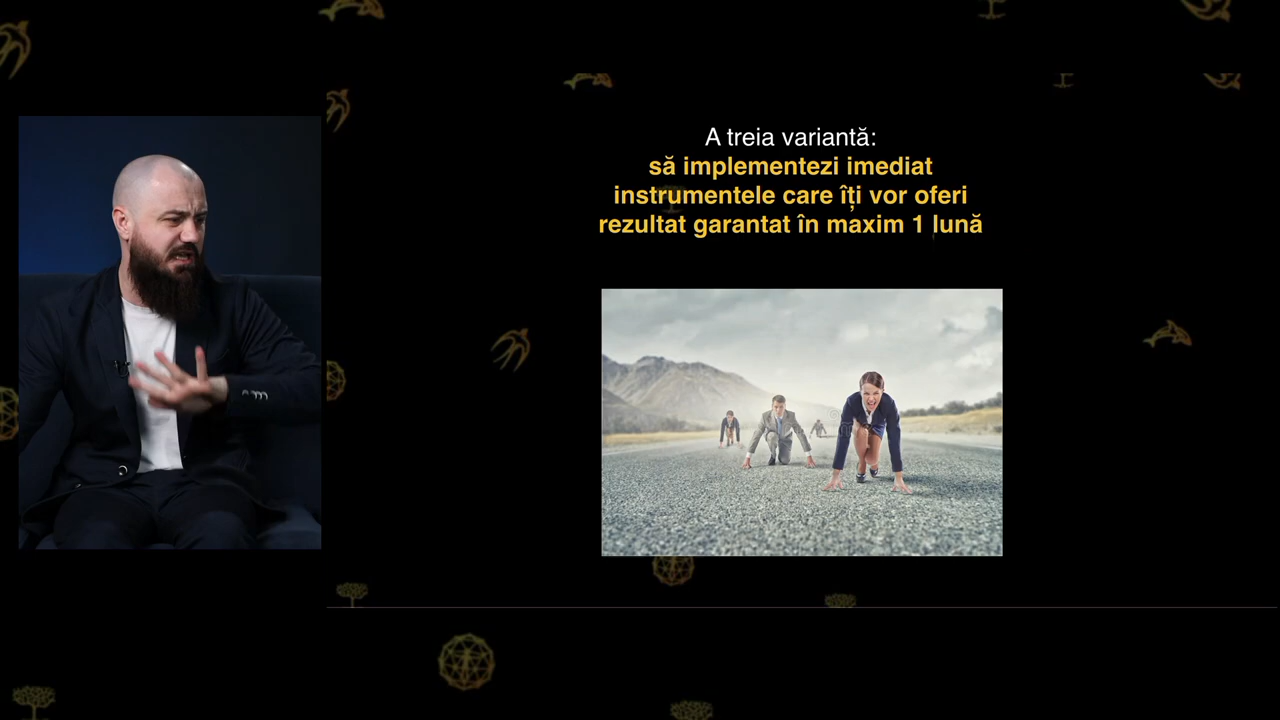 A treia variantă:
să implementezi imediat
instrumentele care îți vor oferi
rezultat garantat în maxim 1 lună